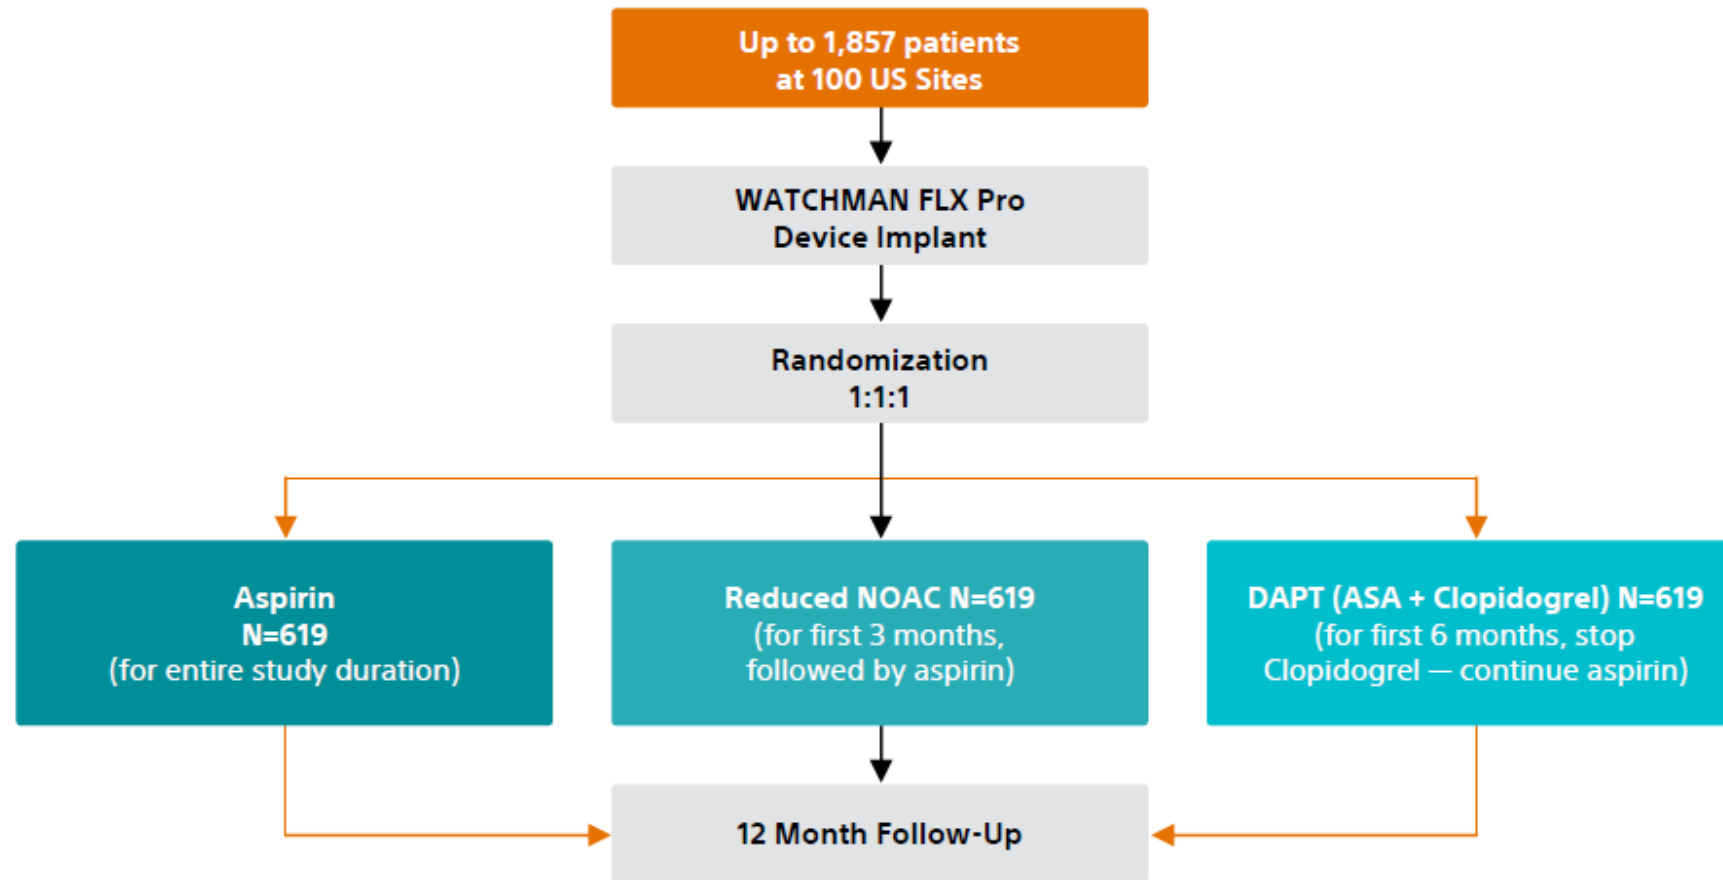 Up to 1,857 patients
at 100 US Sites
WATCHMAN FLX Pro
Device Implant
Randomization
1:1:1
Aspirin
N=619
(for entire study duration)
Reduced NOAC N=619
(for first 3 months,
followed by aspirin)
DAPT (ASA + Clopidogrel) N=619
(for first 6 months, stop
Clopidogrel — continue aspirin)
12 Month Follow-Up